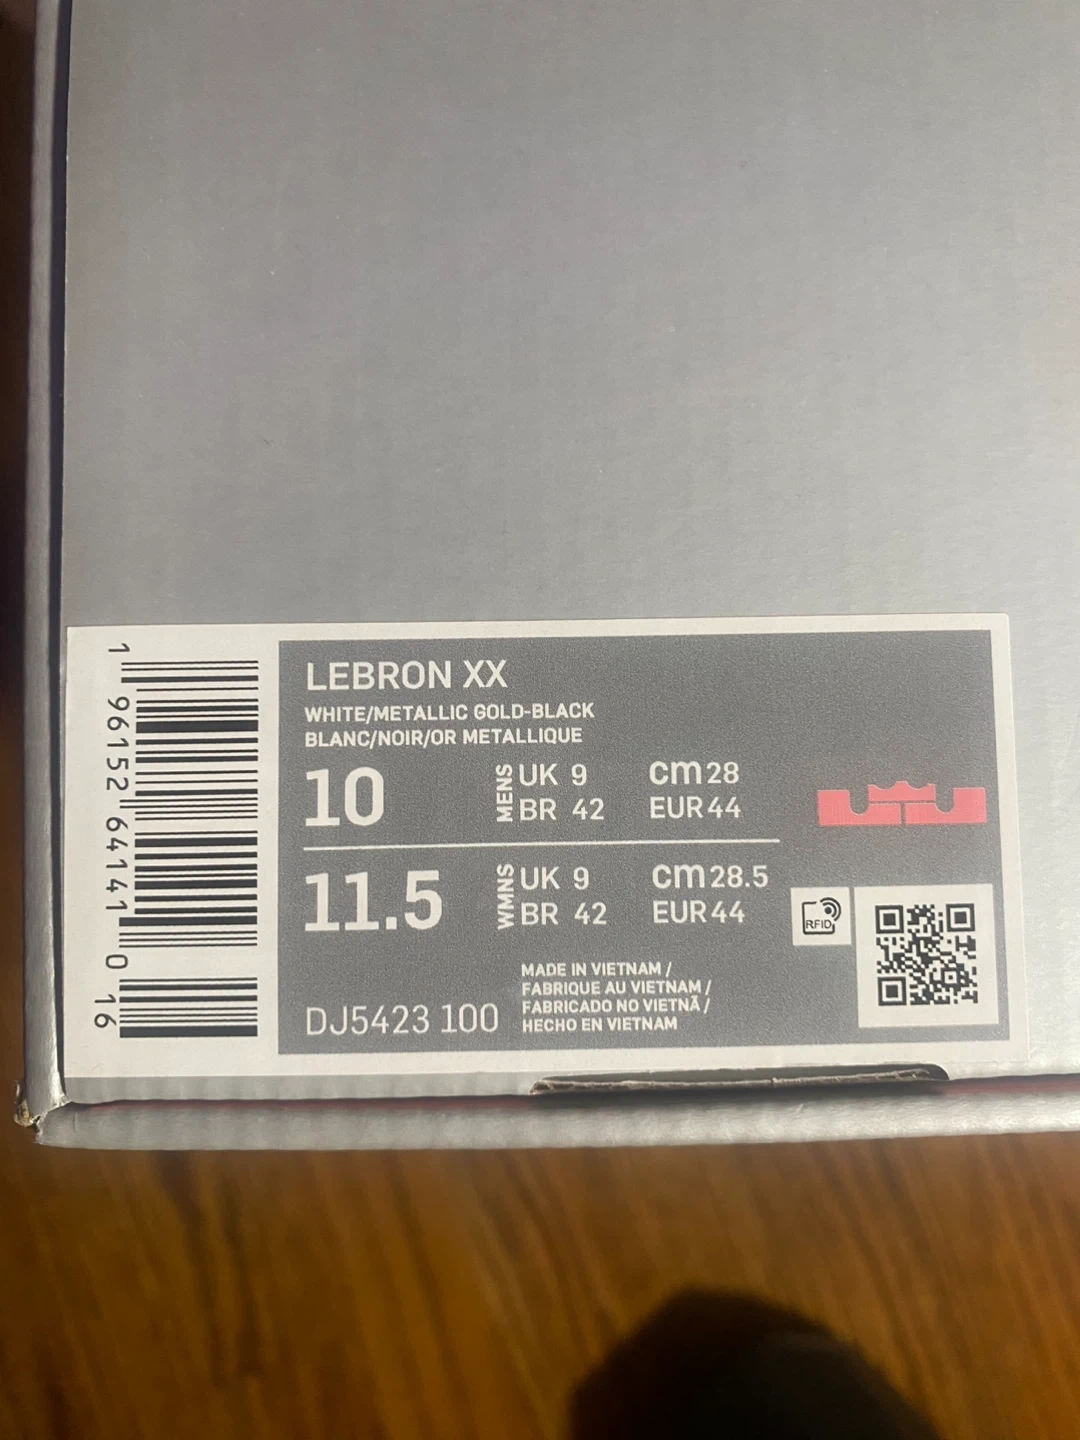 LEBRON XX
WHITE/METALLIC GOLD-BLACK
BLANC/NOIR/OR METALLIQUE
10 MENS UK 9 cm 28
BR 42 EUR 44
11.5 WMNS UK 9 cm 28.5
BR 42 EUR 44
RFID
MADE IN VIETNAM /
FABRIQUE AU VIETNAM /
FABRICADO NO VIETNÃ /
HECHO EN VIETNAM
DJ5423 100
1 96152 64141 0 16